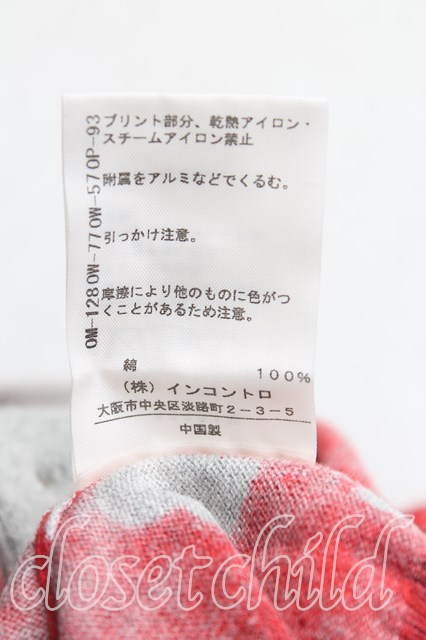 プリント部分、乾熱アイロン・
スチームアイロン禁止
附属をアルミなどでくるむ。
引っかけ注意。
摩擦により他のものに色がつ
くことがあるため注意。
綿 100%
(株) インコントロ
大阪市中央区淡路町2-3-5
中国製
OM-1280W-770W-570P-93
closetchild